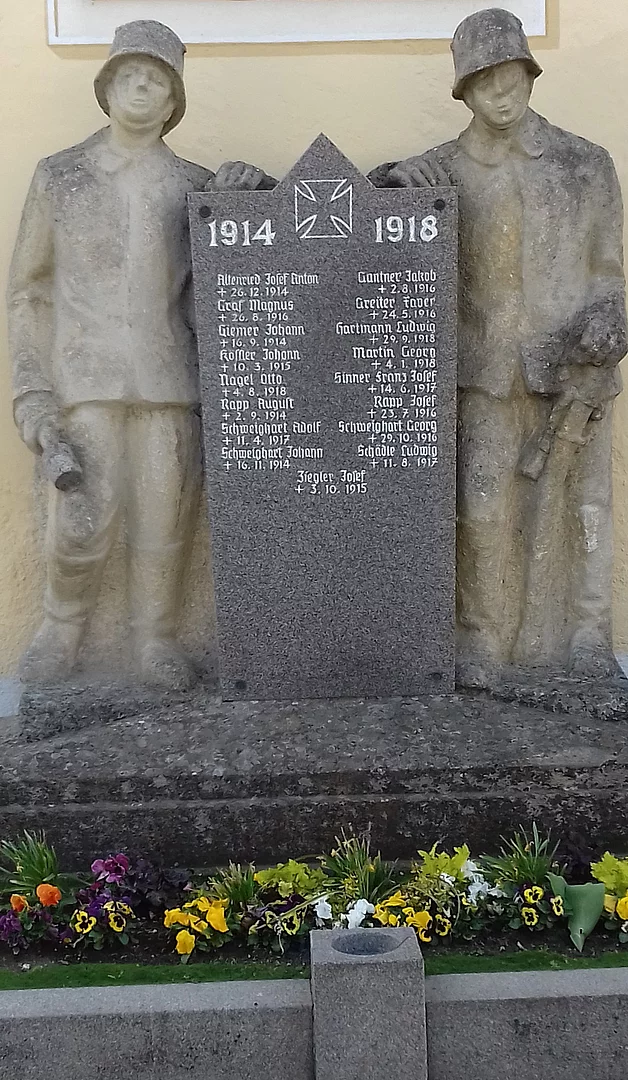 1914
1918
Altenried Josef Anton
+ 26.12.1914
Graf Magnus
+ 26.8.1916
Giemer Johann
+ 16.9.1914
Kösler Johann
+ 10.3.1915
Nagel Otto
+ 4.8.1918
Rapp August
+ 2.9.1914
Schweighart Adolf
+ 11.4.1917
Schweighart Johann
+ 16.11.1914
Gantner Jakob
+ 2.8.1916
Greiter Xaver
+ 24.5.1916
Hartmann Ludwig
+ 29.9.1918
Martin Georg
+ 4.1.1918
Sinner Franz Josef
+ 14.6.1917
Rapp Josef
+ 23.7.1916
Schweighart Georg
+ 29.10.1916
Schädle Ludwig
+ 11.8.1917
Ziegler Josef
+ 3.10.1915